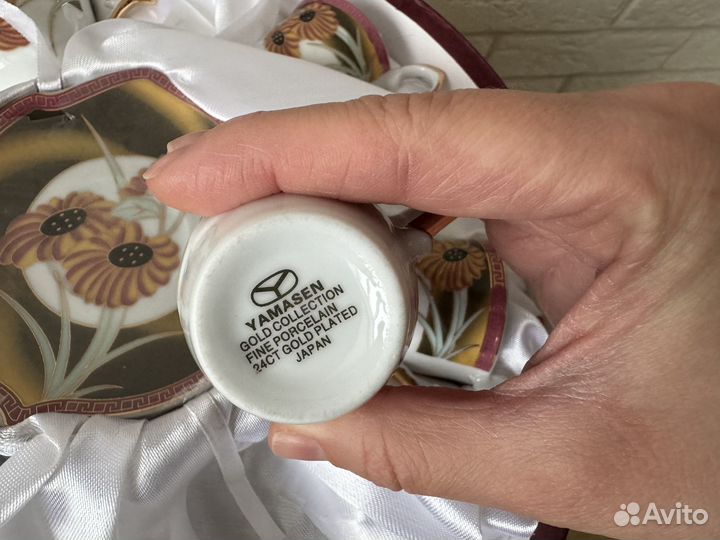 YAMASEN
GOLD COLLECTION
FINE PORCELAIN
24CT GOLD PLATED
JAPAN
Avito